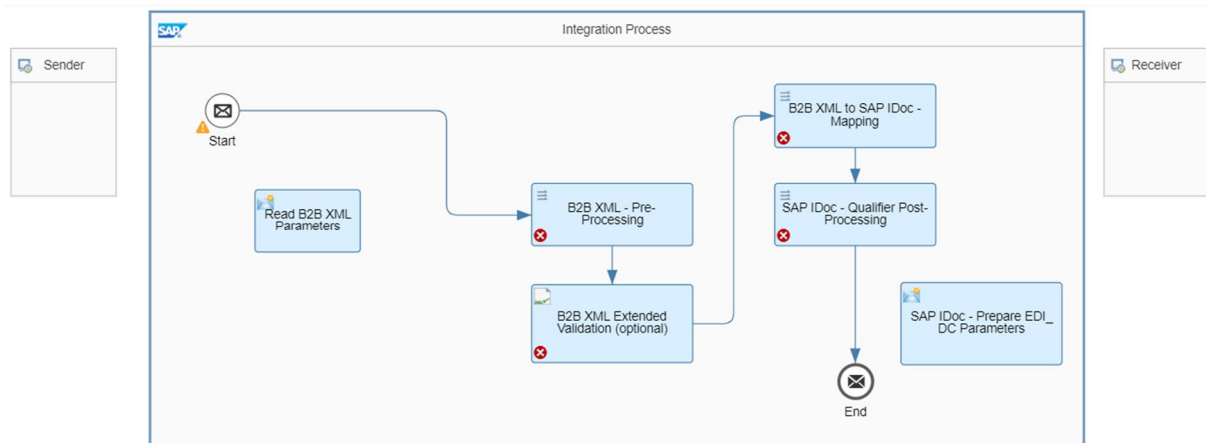 SAP
Integration Process
Sender
Receiver
Start
Read B2B XML
Parameters
B2B XML - Pre-
Processing
B2B XML Extended
Validation (optional)
B2B XML to SAP IDoc -
Mapping
SAP IDoc - Qualifier Post-
Processing
SAP IDoc - Prepare EDI_
DC Parameters
End